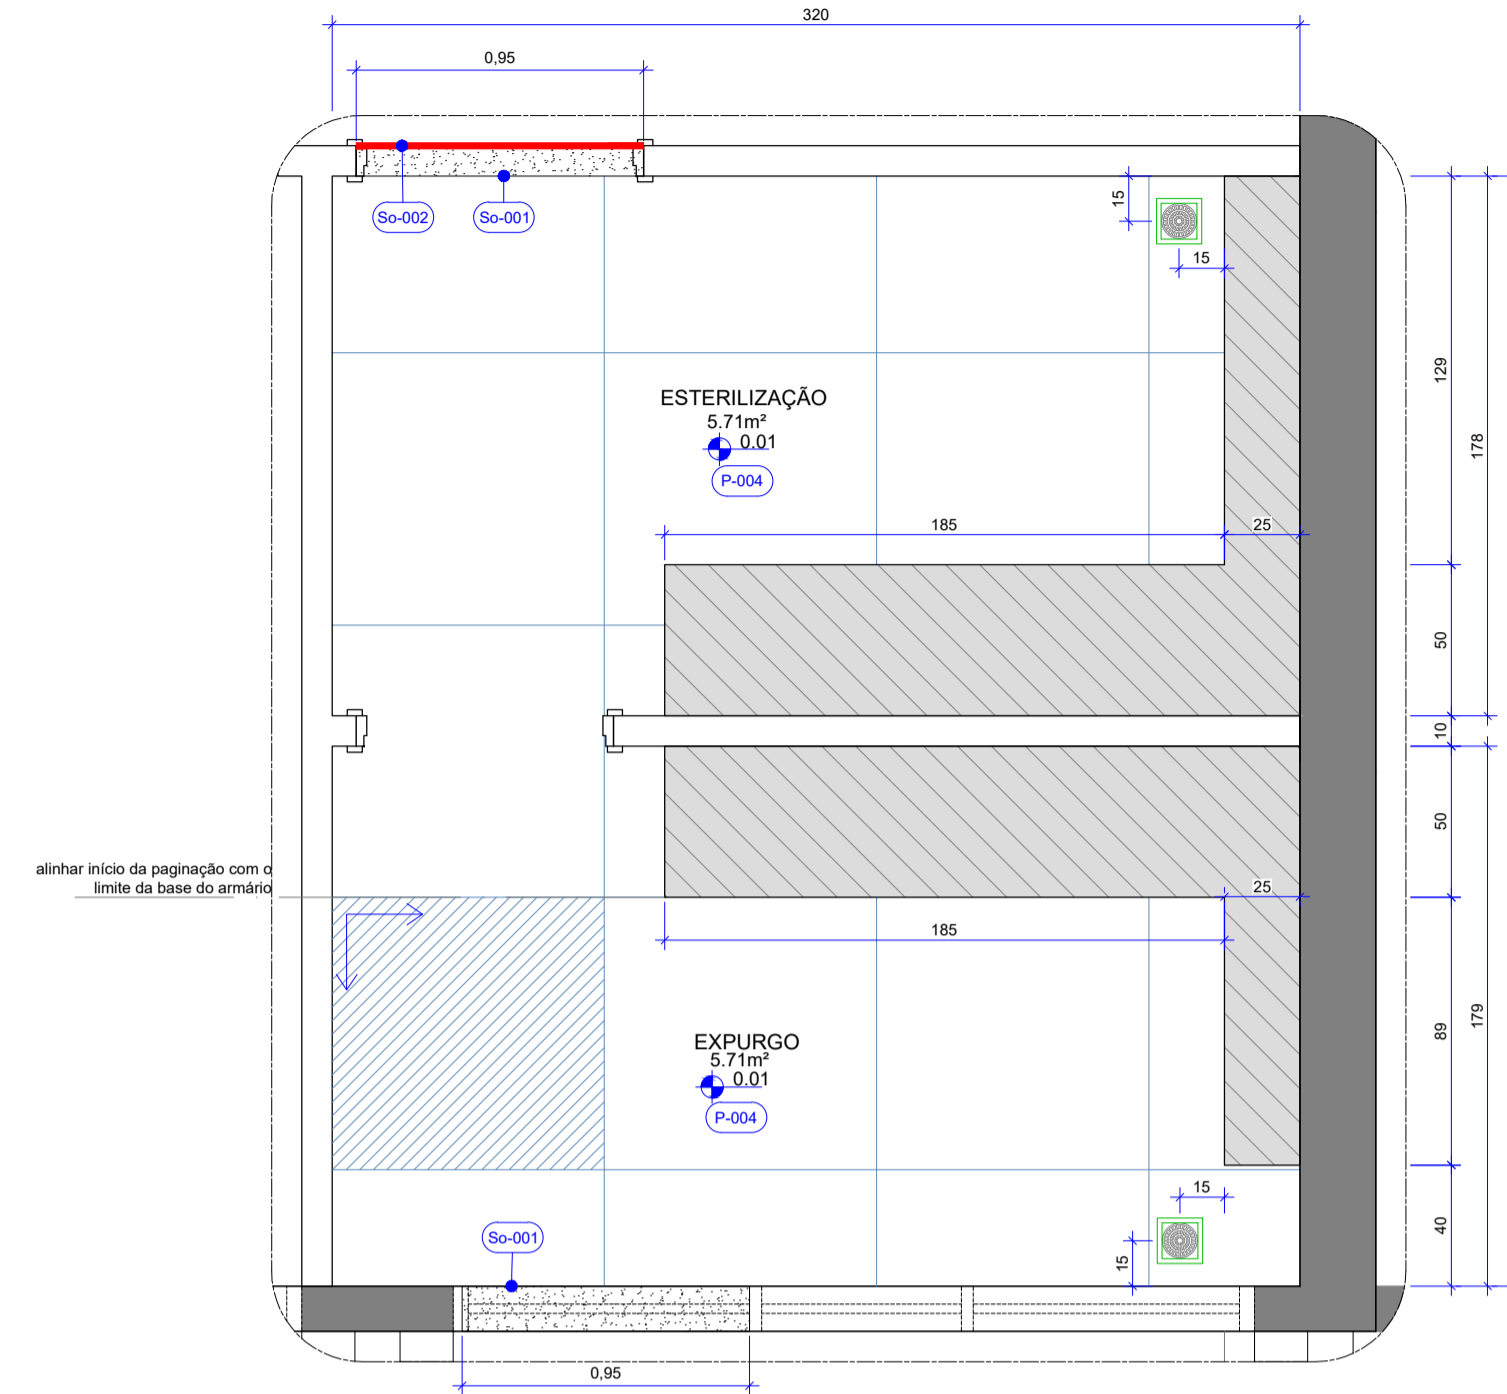 320
0,95
So-002
So-001
15
15
ESTERILIZAÇÃO
5.71m²
0.01
P-004
129
178
185
25
50
10
50
alinhar início da paginação com o
limite da base do armário
25
185
EXPURGO
5.71m²
0.01
P-004
89
179
15
So-001
15
40
0,95